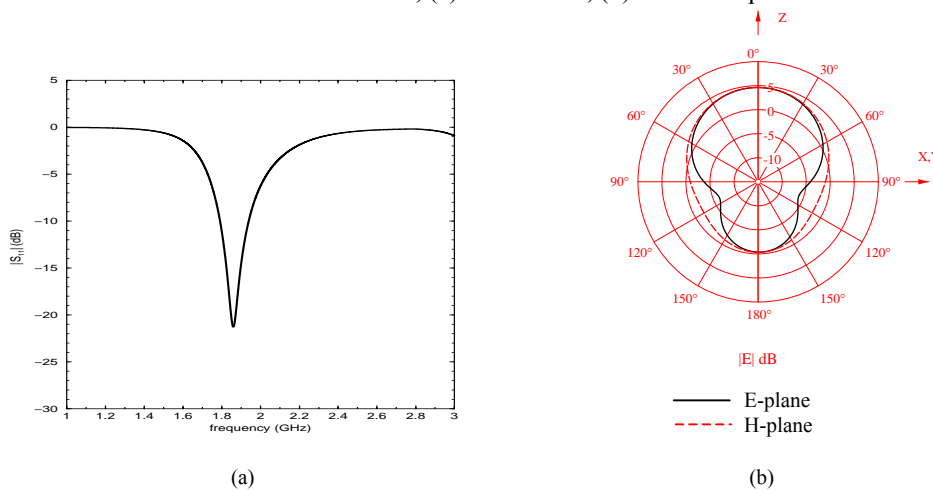 5
0
−5
−10
−15
−20
−25
−30
|S₁₁|(dB)
1 1.2 1.4 1.6 1.8 2 2.2 2.4 2.6 2.8 3
frequency (GHz)
(a)
Z
0°
30° 30°
60° 60°
90° 90°
120° 120°
150° 150°
180°
5
0
-5
-10
|E| dB
E-plane
H-plane
(b)